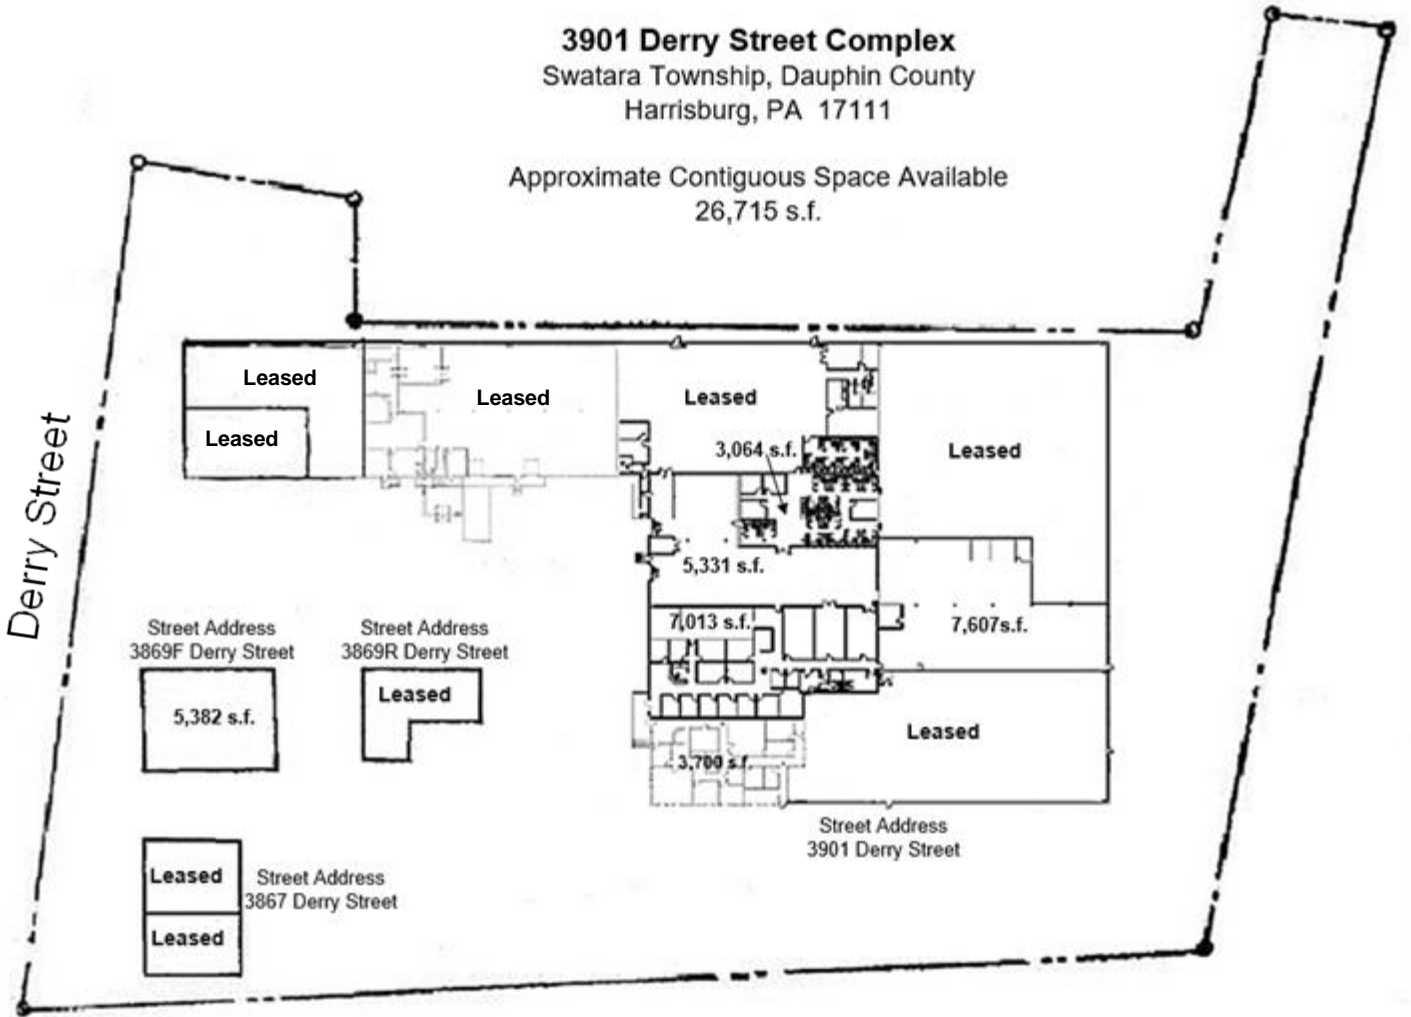 3901 Derry Street Complex
Swatara Township, Dauphin County
Harrisburg, PA 17111
Approximate Contiguous Space Available
26,715 s.f.
Derry Street
Leased
Leased
Leased
Leased
3,064 s.f.
Leased
5,331 s.f.
7,013 s.f.
7,607s.f.
Street Address
3869F Derry Street
5,382 s.f.
Street Address
3869R Derry Street
Leased
3,700 s.f.
Leased
Street Address
3901 Derry Street
Leased
Street Address
3867 Derry Street
Leased